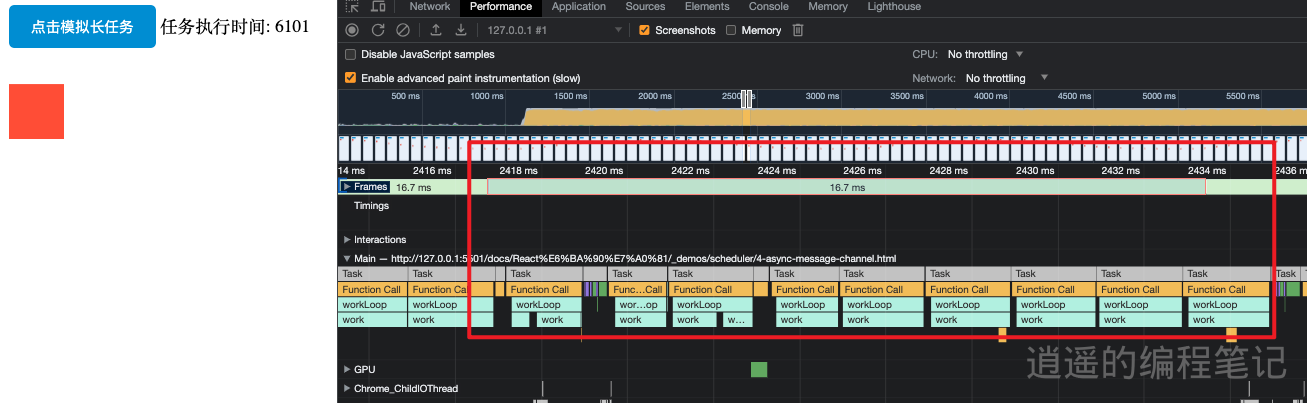 点击模拟长任务 任务执行时间: 6101
Network Performance Application Sources Elements Console Memory Lighthouse
127.0.0.1 #1 Screenshots Memory
Disable JavaScript samples CPU: No throttling
Enable advanced paint instrumentation (slow) Network: No throttling
500 ms 1000 ms 1500 ms 2000 ms 2500 ms 3000 ms 3500 ms 4000 ms 4500 ms 5000 ms 5500 ms
14 ms 2416 ms 2418 ms 2420 ms 2422 ms 2424 ms 2426 ms 2428 ms 2430 ms 2432 ms 2434 ms 2436 ms
Frames 16.7 ms 16.7 ms
Timings
Interactions
Main — http://127.0.0.1:5501/docs/React%E6%BA%90%E7%A0%81/_demos/scheduler/4-async-message-channel.html
Task Task Task Task Task Task Task Task Task Task Task Task
Function Call Function Call Function Call Func...Call Function Call Function Call Function Call Function Call Function Call Function Call Function Call
workLoop workLoop workLoop wor...op workLoop workLoop workLoop workLoop workLoop workLoop workLoop
work work work work work w... work work work work work work
GPU
Chrome_ChildIOThread
逍遥的编程笔记